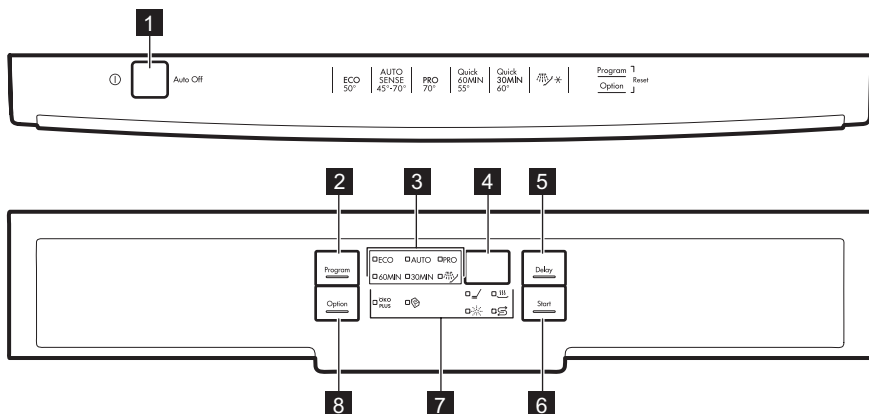 1
Auto Off
ECO
50°
AUTO
SENSE
45°-70°
PRO
70°
Quick
60MIN
55°
Quick
30MIN
60°
Program
Option
Reset
2
3
4
5
Program
ECO AUTO PRO
60MIN 30MIN
Delay
Option
ÖKO
PLUS
Start
8
7
6